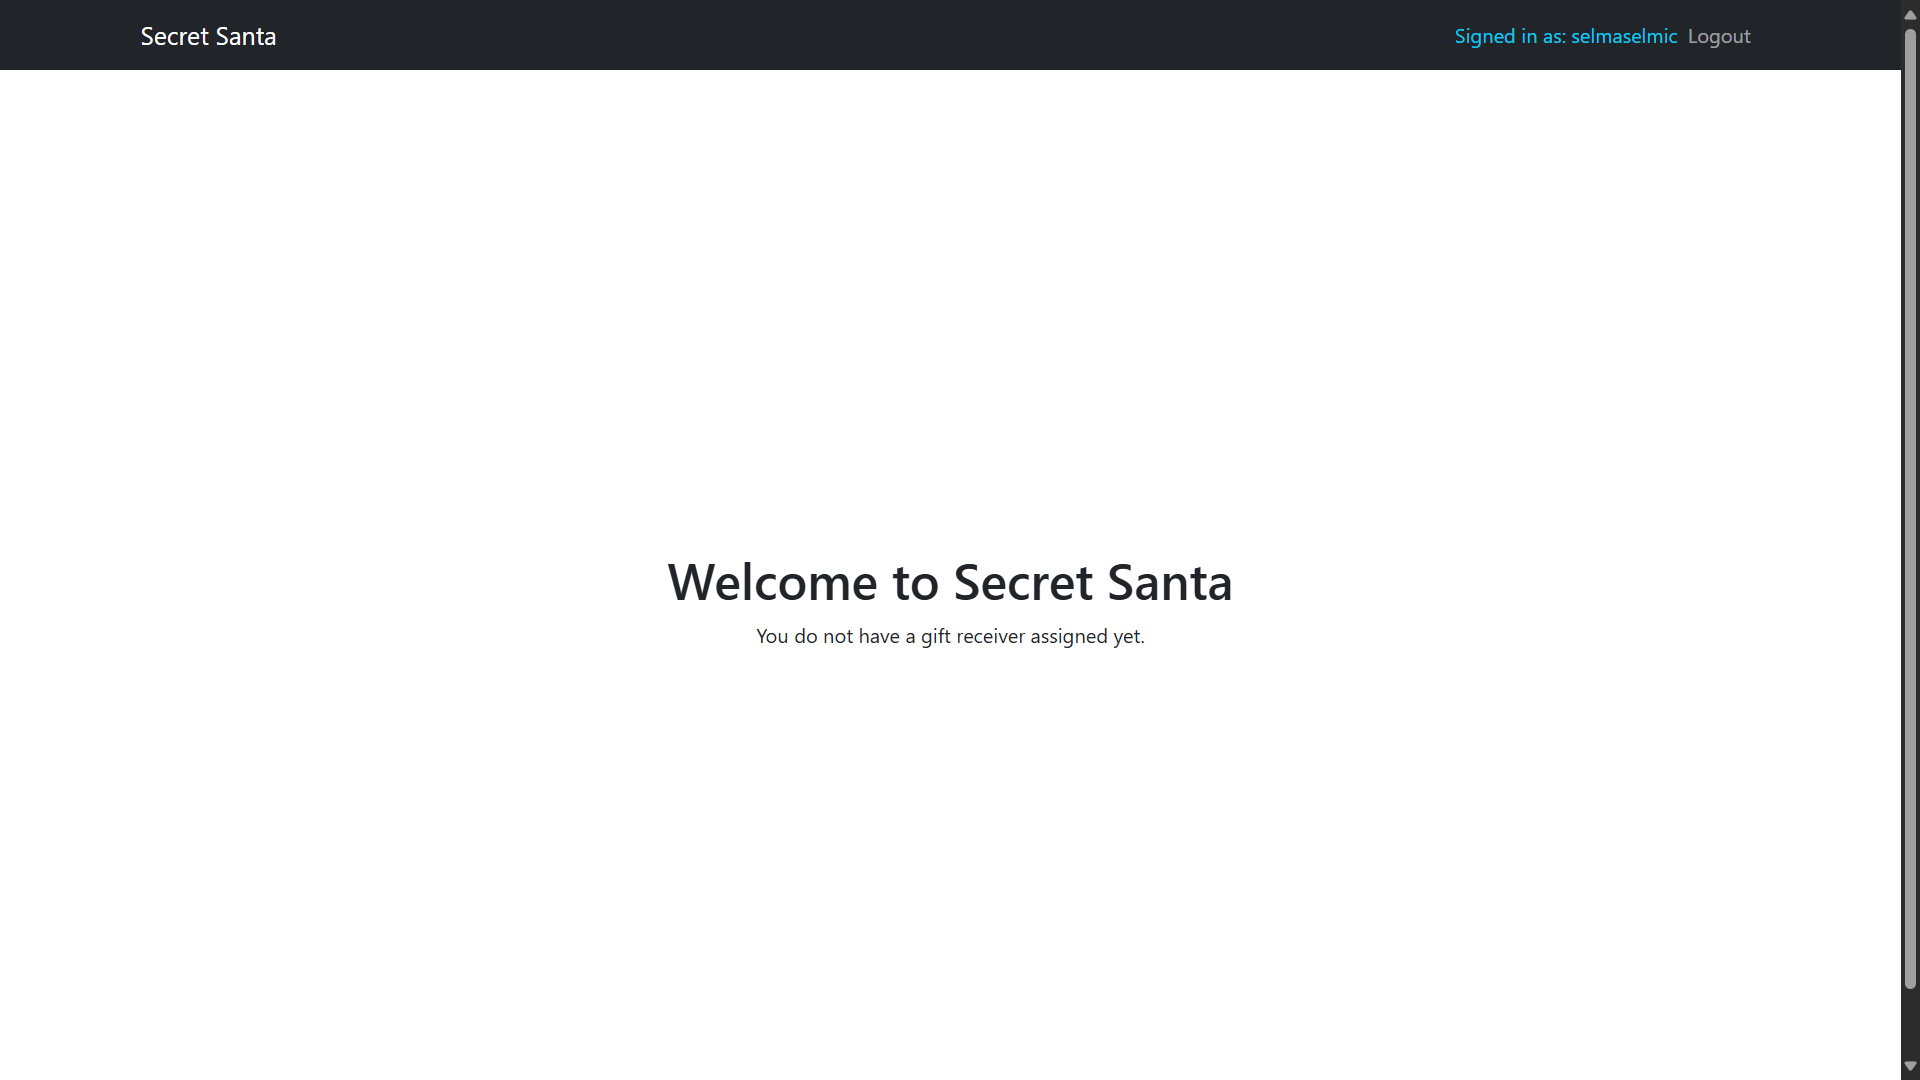 Secret Santa
Signed in as: selmaselmic Logout
Welcome to Secret Santa
You do not have a gift receiver assigned yet.